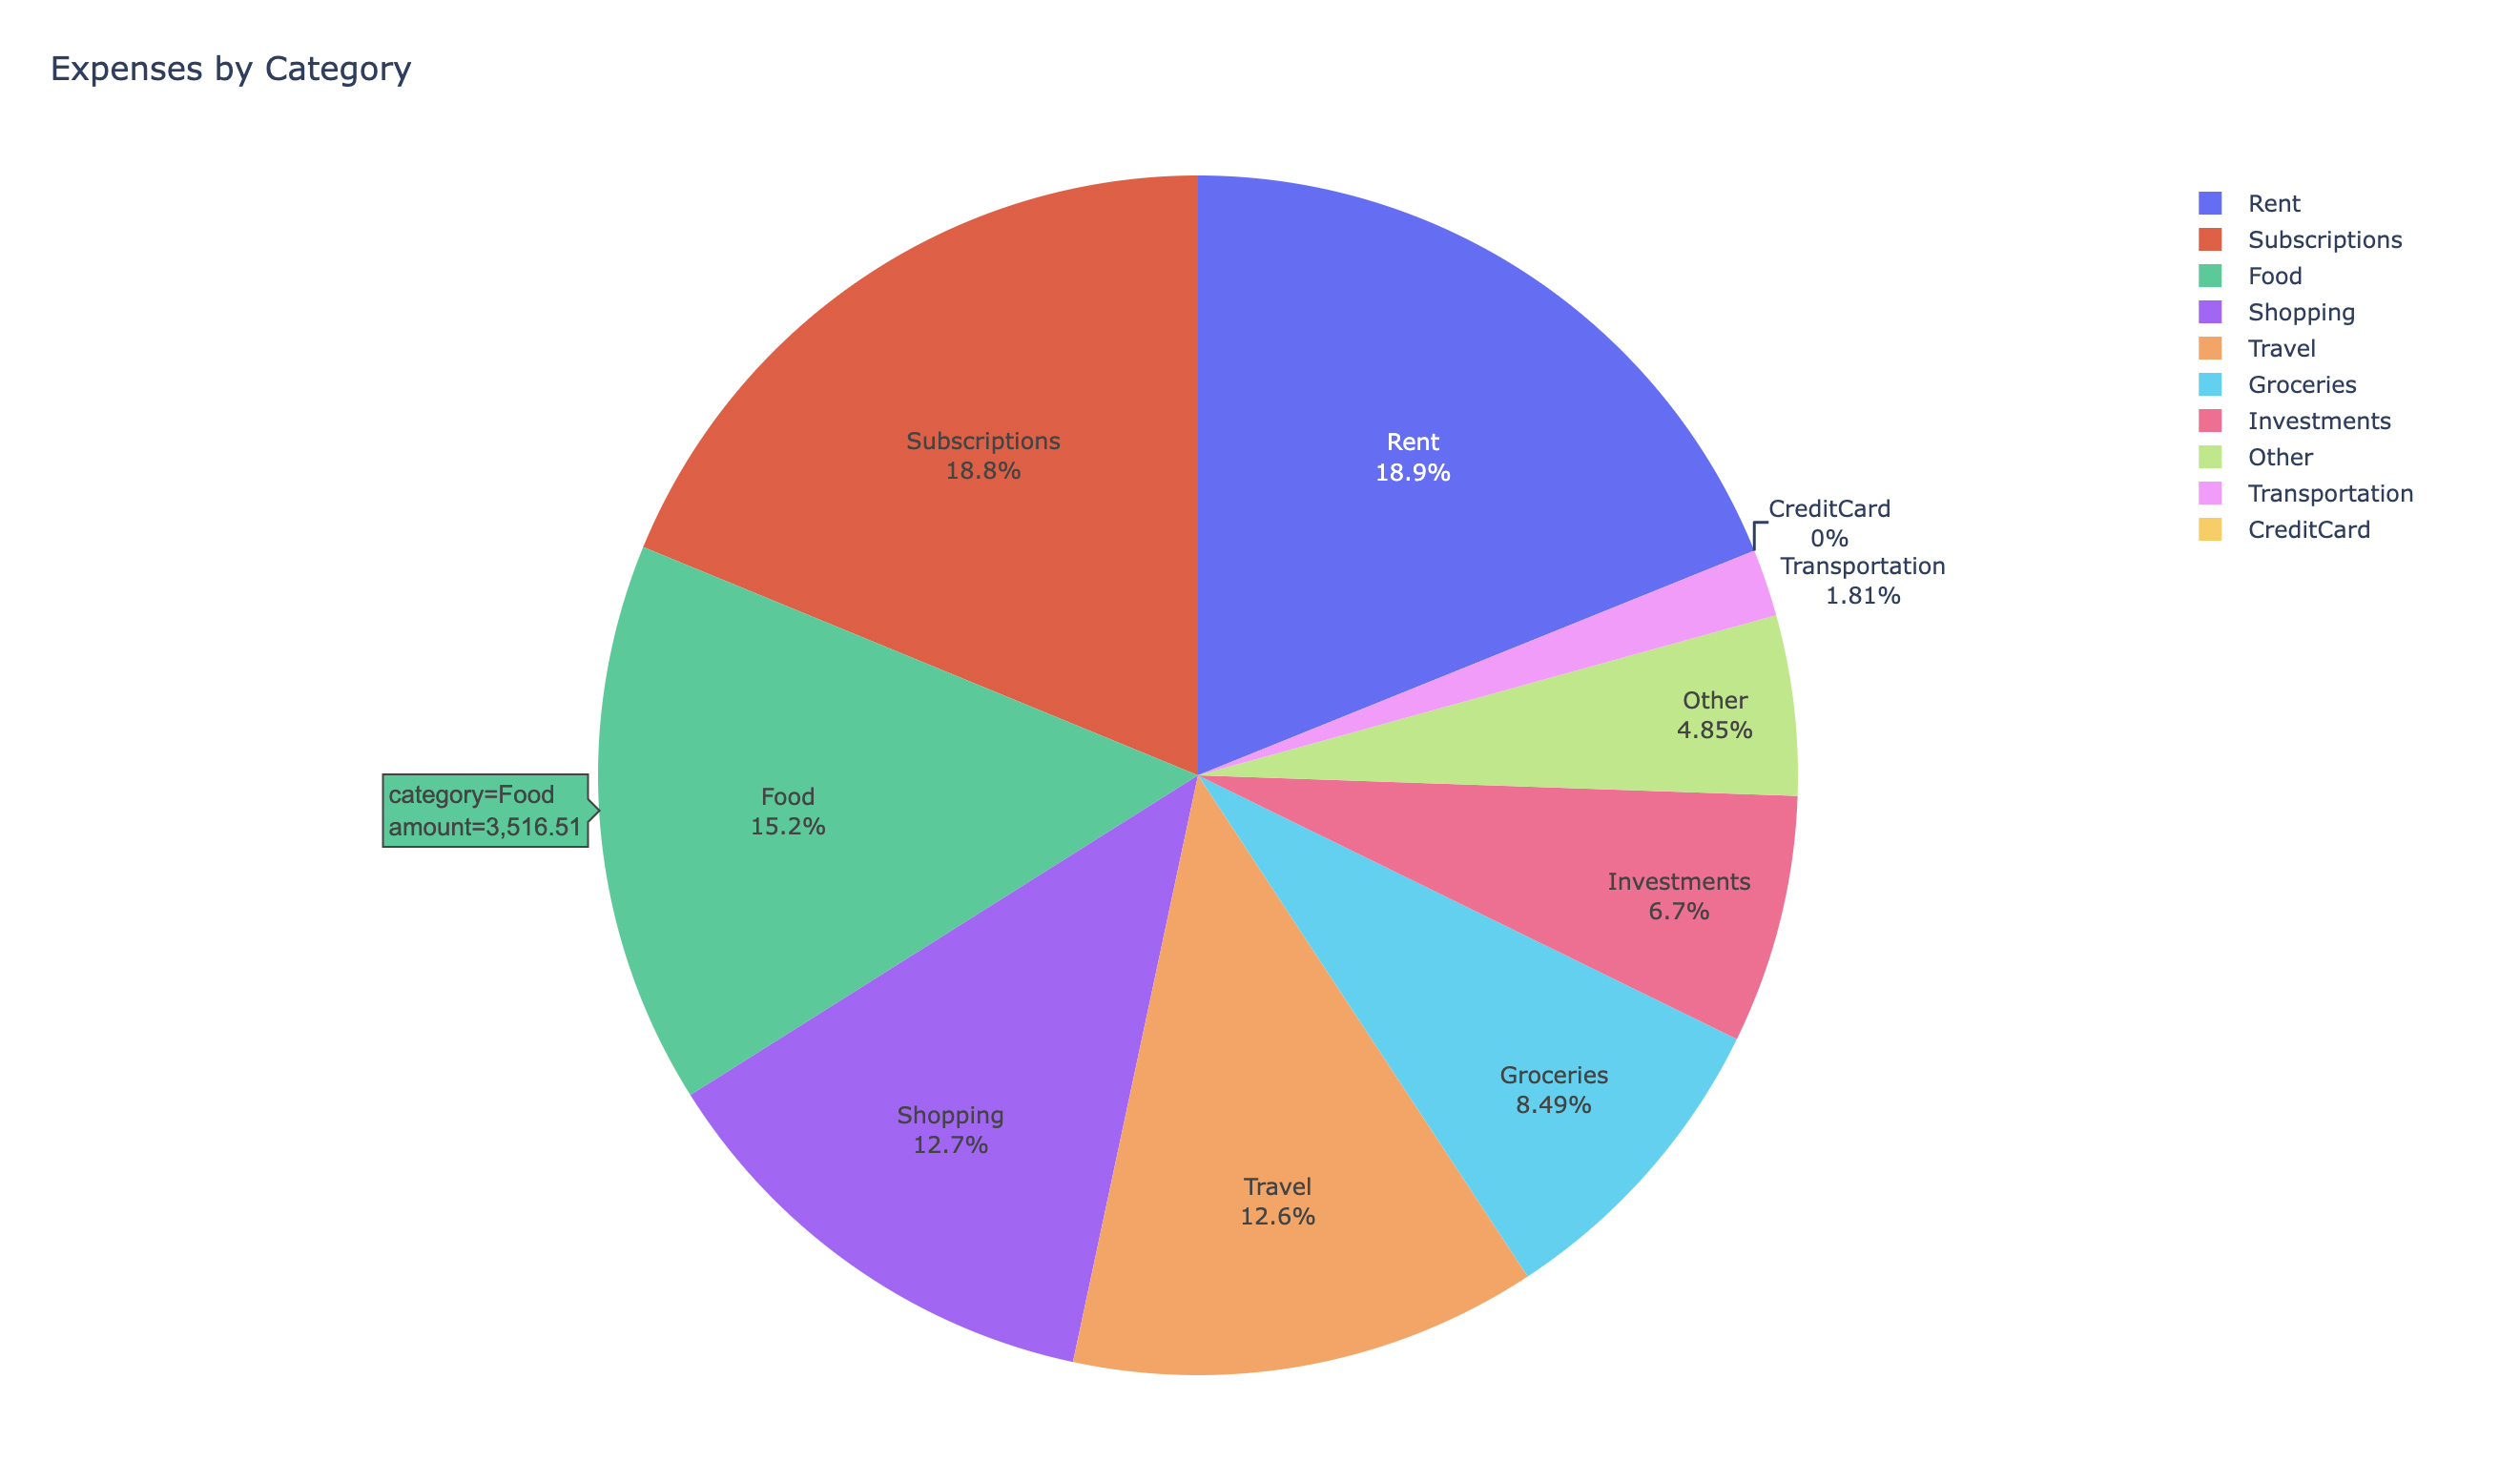 Expenses by Category
Subscriptions
18.8%
Rent
18.9%
CreditCard
0%
Transportation
1.81%
Other
4.85%
Investments
6.7%
Groceries
8.49%
Travel
12.6%
Shopping
12.7%
Food
15.2%
category=Food
amount=3,516.51
Rent
Subscriptions
Food
Shopping
Travel
Groceries
Investments
Other
Transportation
CreditCard